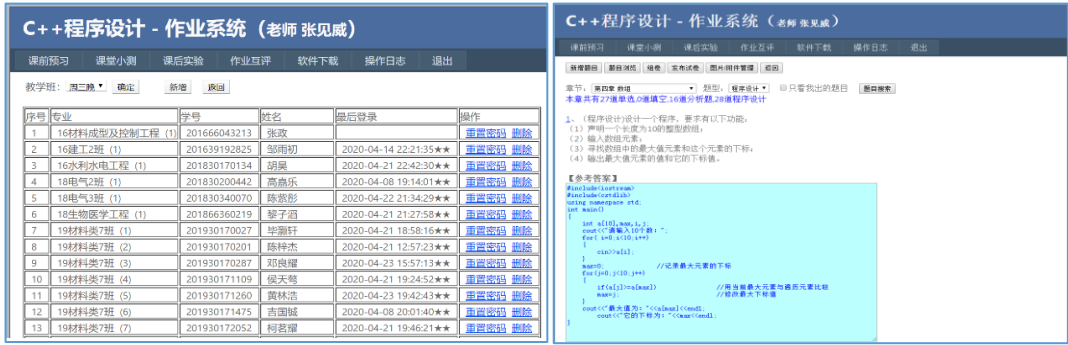 C++程序设计 - 作业系统（老师 张见威）
课前预习 课堂小测 课后实验 作业互评 软件下载 操作日志 退出
教学班: 周三晚 确定 新增 返回
序号 专业 学号 姓名 最后登录 操作
1 16材料成型及控制工程 (1) 201666043213 张政 重置密码 删除
2 16建工2班 (1) 201639192825 邹雨初 2020-04-14 22:21:35★★ 重置密码 删除
3 16水利水电工程 (1) 201830170134 胡昊 2020-04-21 22:42:30★★ 重置密码 删除
4 18电气2班 (1) 201830200442 高嘉乐 2020-04-08 19:14:01★★ 重置密码 删除
5 18电气3班 (1) 201830340070 陈紫彤 2020-04-22 21:34:29★★ 重置密码 删除
6 18生物医学工程 (1) 201866360219 黎子滔 2020-04-21 21:27:58★★ 重置密码 删除
7 19材料类7班 (1) 201930170027 毕灏轩 2020-04-21 18:58:16★★ 重置密码 删除
8 19材料类7班 (2) 201930170201 陈梓杰 2020-04-21 12:57:23★★ 重置密码 删除
9 19材料类7班 (3) 201930170287 邓良耀 2020-04-23 15:57:13★★ 重置密码 删除
10 19材料类7班 (4) 201930171109 侯天骜 2020-04-21 19:24:52★★ 重置密码 删除
11 19材料类7班 (5) 201930171260 黄林浩 2020-04-23 19:42:43★★ 重置密码 删除
12 19材料类7班 (6) 201930171475 吉国铖 2020-04-08 20:01:40★★ 重置密码 删除
13 19材料类7班 (7) 201930172052 柯茗耀 2020-04-21 19:46:21★★ 重置密码 删除
C++程序设计 - 作业系统（老师 张见威）
课前预习 课堂小测 课后实验 作业互评 软件下载 操作日志 退出
新增题目 题目浏览 组卷 发布试卷 图片/附件管理 返回
章节: 第四章 数组 题型: 程序设计 只看我出的题目 题目搜索
本章共有27道单选,0道填空,16道分析题,28道程序设计
1、（程序设计)设计一个程序，要求有以下功能:
（1）声明一个长度为10的整型数组;
（2）输入数组元素;
（3）寻找数组中的最大值元素和这个元素的下标;
（4）输出最大值元素的值和它的下标值。
【参考答案】
#include<iostream>
#include<cstdlib>
using namespace std;
int main()
{
int a[10],max,i,j;
cout<<"请输入10个数: ";
for( i=0;i<10;i++)
{
cin>>a[i];
}
max=0; //记录最大元素的下标
for(j=0;j<10;j++)
{
if(a[j]>=a[max]) //用当前最大元素与遍历元素比较
max=j; //修改最大下标值
}
cout<<"最大值为: "<<a[max]<<endl;
cout<<"它的下标为: "<<max<<endl;
}